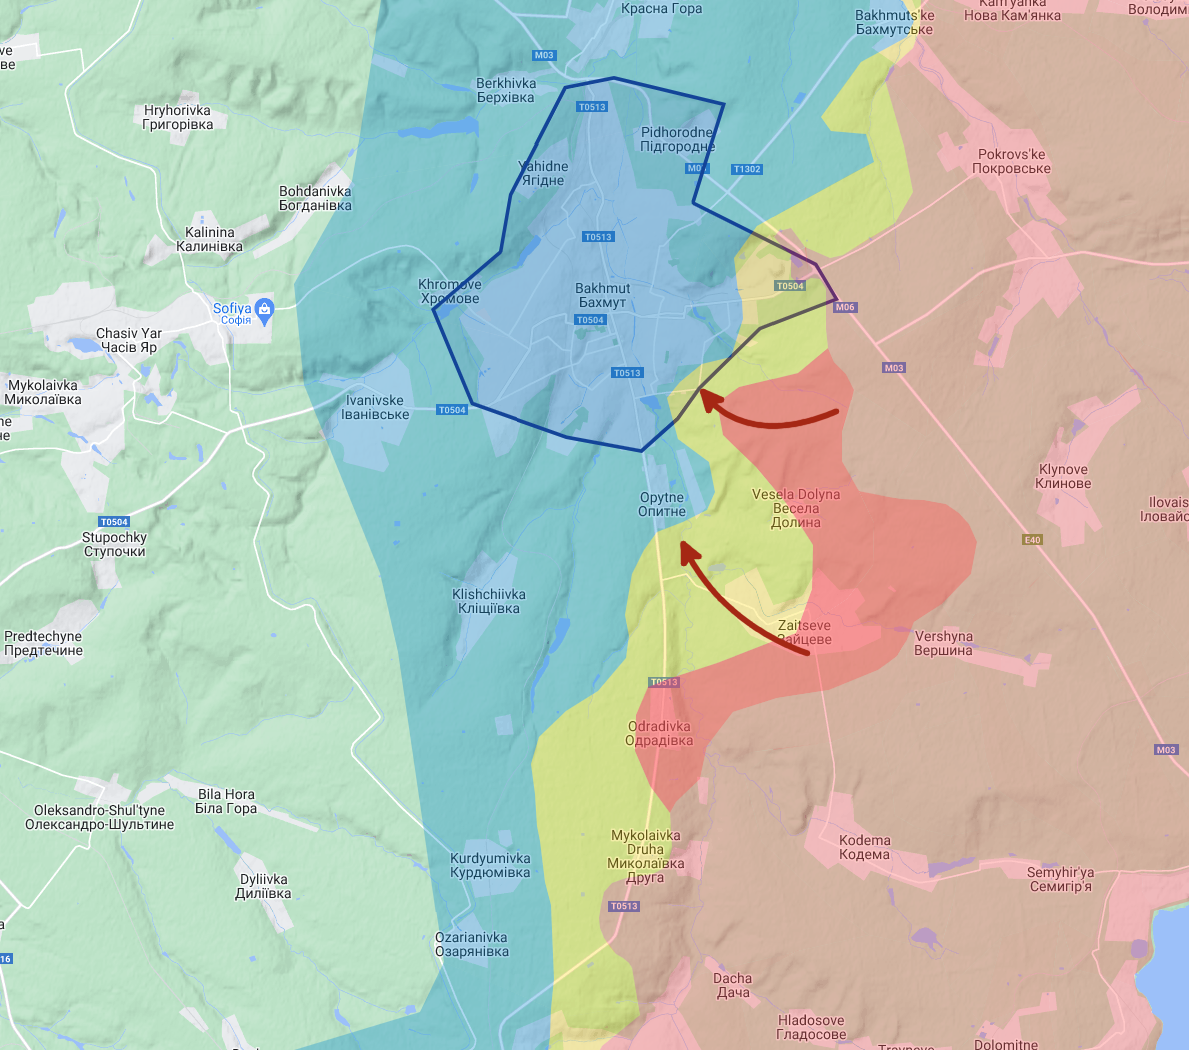 Красна Гора
Kam'yanka
Нова Кам'янка
Володим
Bakhmuts'ke
Бахмутське
ve
ве
M03
Berkhivka
Берхівка
T0513
Hryhorivka
Григорівка
Pidhorodne
Підгородне
M03
T1302
Pokrovs'ke
Покровське
Yahidne
Ягідне
Bohdanivka
Богданівка
Kalinina
Калинівка
T0513
Khromove
Хромове
Bakhmut
Бахмут
T0504
T0504
M06
Sofiya
Софія
Chasiv Yar
Часів Яр
T0513
M03
Mykolaivka
Миколаївка
Ivanivske
Іванівське
T0504
ne
не
Klynove
Клинове
Opytne
Опитне
Vesela Dolyna
Весела
Долина
Ilovais
Іловайс
T0504
Stupochky
Ступочки
E40
Klishchiivka
Кліщіївка
Zaitseve
Зайцеве
Predtechyne
Предтечине
Vershyna
Вершина
T0513
Odradivka
Одрадівка
M03
Bila Hora
Біла Гора
Oleksandro-Shul'tyne
Олександро-Шультине
Mykolaivka
Druha
Миколаївка
Друга
Kodema
Кодема
Kurdyumivka
Курдюмівка
Semyhir'ya
Семигір'я
Dyliivka
Диліївка
T0513
а
Ozarianivka
Озарянівка
16
Dacha
Дача
Hladosove
Гладосове
Travneve
Dolomitne